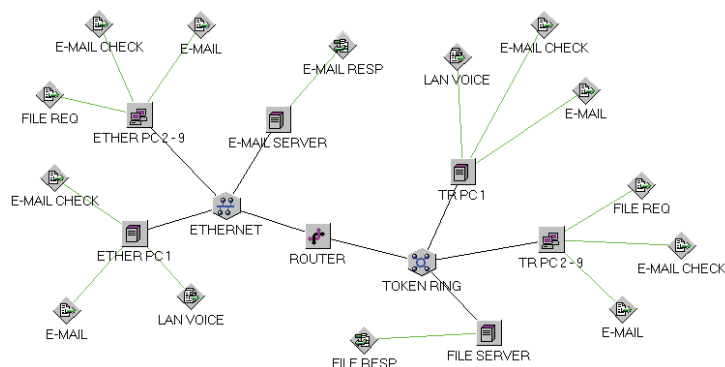 E-MAIL CHECK
E-MAIL
E-MAIL CHECK
E-MAIL RESP
LAN VOICE
FILE REQ
ETHER PC 2 - 9
E-MAIL SERVER
E-MAIL
E-MAIL CHECK
TR PC 1
FILE REQ
ETHERNET
ETHER PC 1
ROUTER
TR PC 2 - 9
E-MAIL CHECK
TOKEN RING
E-MAIL
LAN VOICE
E-MAIL
FILE RESP
FILE SERVER